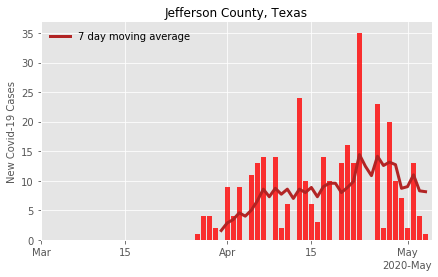 Jefferson County, Texas
7 day moving average
New Covid-19 Cases
35
30
25
20
15
10
5
0
Mar 15 Apr 15 May
2020-May